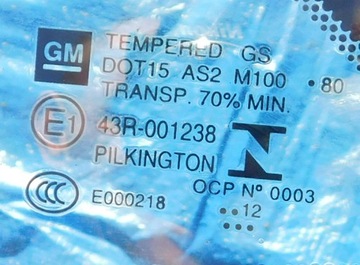 GM TEMPERED GS
DOT15 AS2 M100 •80
TRANSP. 70% MIN.
E1 43R-001238
PILKINGTON
OCP Nº 0003
CCC E000218
••12
•••